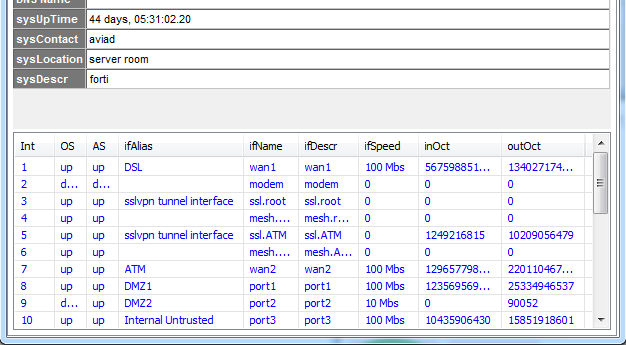 DNS Name
sysUpTime 44 days, 05:31:02.20
sysContact aviad
sysLocation server room
sysDescr forti
Int OS AS ifAlias ifName ifDescr ifSpeed inOct outOct
1 up up DSL wan1 wan1 100 Mbs 567598851... 134027174...
2 d... d... modem modem 0 0 0
3 up up sslvpn tunnel interface ssl.root ssl.root 0 0 0
4 up up mesh.... mesh.r... 0 0 0
5 up up sslvpn tunnel interface ssl.ATM ssl.ATM 0 1249216815 10209056479
6 up up mesh.... mesh.A... 0 0 0
7 up up ATM wan2 wan2 100 Mbs 129657798... 220110467...
8 up up DMZ1 port1 port1 100 Mbs 123569569... 25334946537
9 d... up DMZ2 port2 port2 10 Mbs 0 90052
10 up up Internal Untrusted port3 port3 100 Mbs 10435906430 15851918601